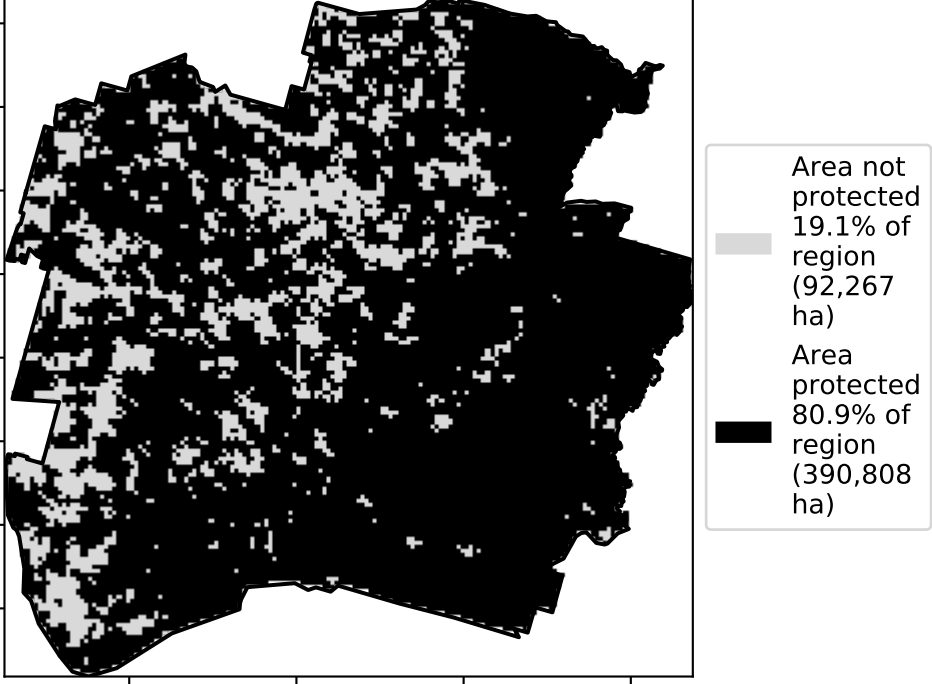 Area not
protected
19.1% of
region
(92,267
ha)
Area
protected
80.9% of
region
(390,808
ha)